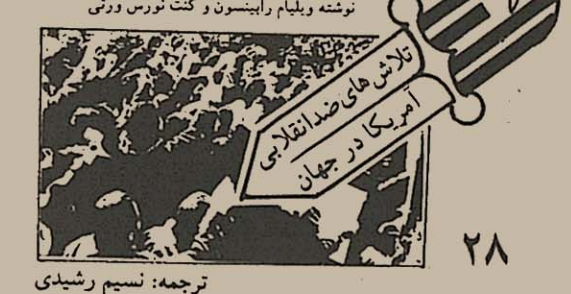 نوشته ویلیام رابینسون و کنت نورس ورتی
تلاش های ضدانقلابی
آمریکا در جهان
۲۸
ترجمه: نسیم رشیدی